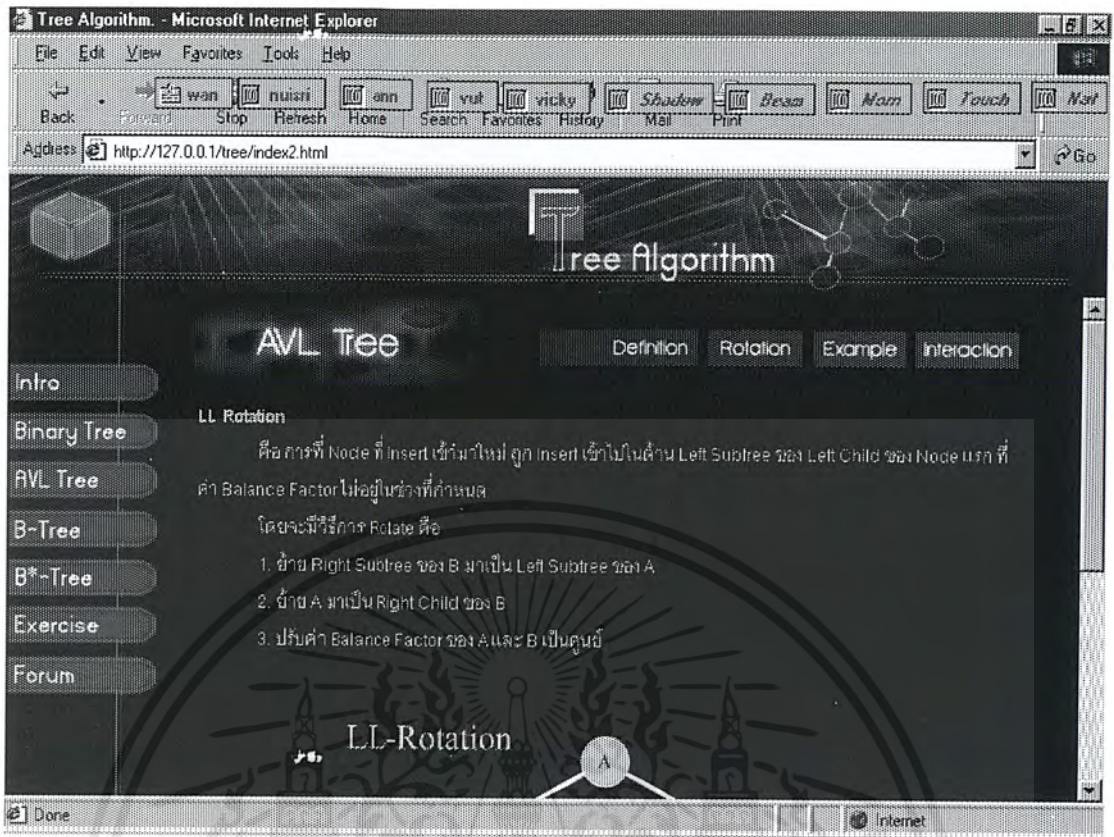 Tree Algorithm. - Microsoft Internet Explorer
File Edit View Favorites Tools Help
wan nuisri ann vut vicky Shadow Beam Mam Touch Nat
Back Forward Stop Refresh Home Search Favorites History Mail Print
Address http://127.0.0.1/tree/index2.html Go
Tree Algorithm
AVL Tree
Definition Rotation Example Interaction
Intro
Binary Tree
AVL Tree
B-Tree
B*-Tree
Exercise
Forum
LL Rotation
คือ การที่ Node ที่ Insert เข้ามาใหม่ ถูก Insert เข้าไปในด้าน Left Subtree ของ Left Child ของ Node แรก ที่
ค่า Balance Factor ไม่อยู่ในช่วงที่กำหนด
โดยจะมีวิธีการ Rotate คือ
1. ย้าย Right Subtree ของ B มาเป็น Left Subtree ของ A
2. ย้าย A มาเป็น Right Child ของ B
3. ปรับค่า Balance Factor ของ A และ B เป็นศูนย์
LL-Rotation
A
Done Internet